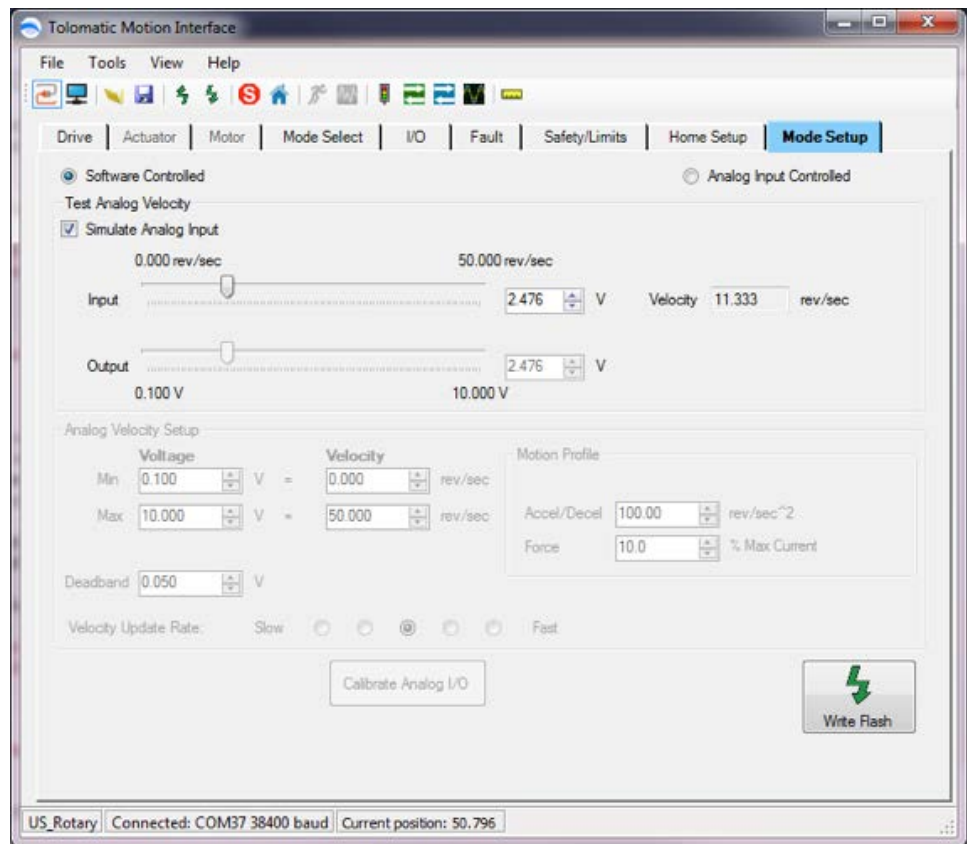 Tolomatic Motion Interface
File Tools View Help
Drive Actuator Motor Mode Select I/O Fault Safety/Limits Home Setup Mode Setup
Software Controlled Analog Input Controlled
Test Analog Velocity
Simulate Analog Input
0.000 rev/sec 50.000 rev/sec
Input 2.476 V Velocity 11.333 rev/sec
Output 2.476 V
0.100 V 10.000 V
Analog Velocity Setup
Voltage Velocity Motion Profile
Min 0.100 V = 0.000 rev/sec
Max 10.000 V = 50.000 rev/sec Accel/Decel 100.00 rev/sec^2
Force 10.0 % Max Current
Deadband 0.050 V
Velocity Update Rate: Slow Fast
Calibrate Analog I/O
Write Flash
US_Rotary Connected: COM37 38400 baud Current position: 50.796